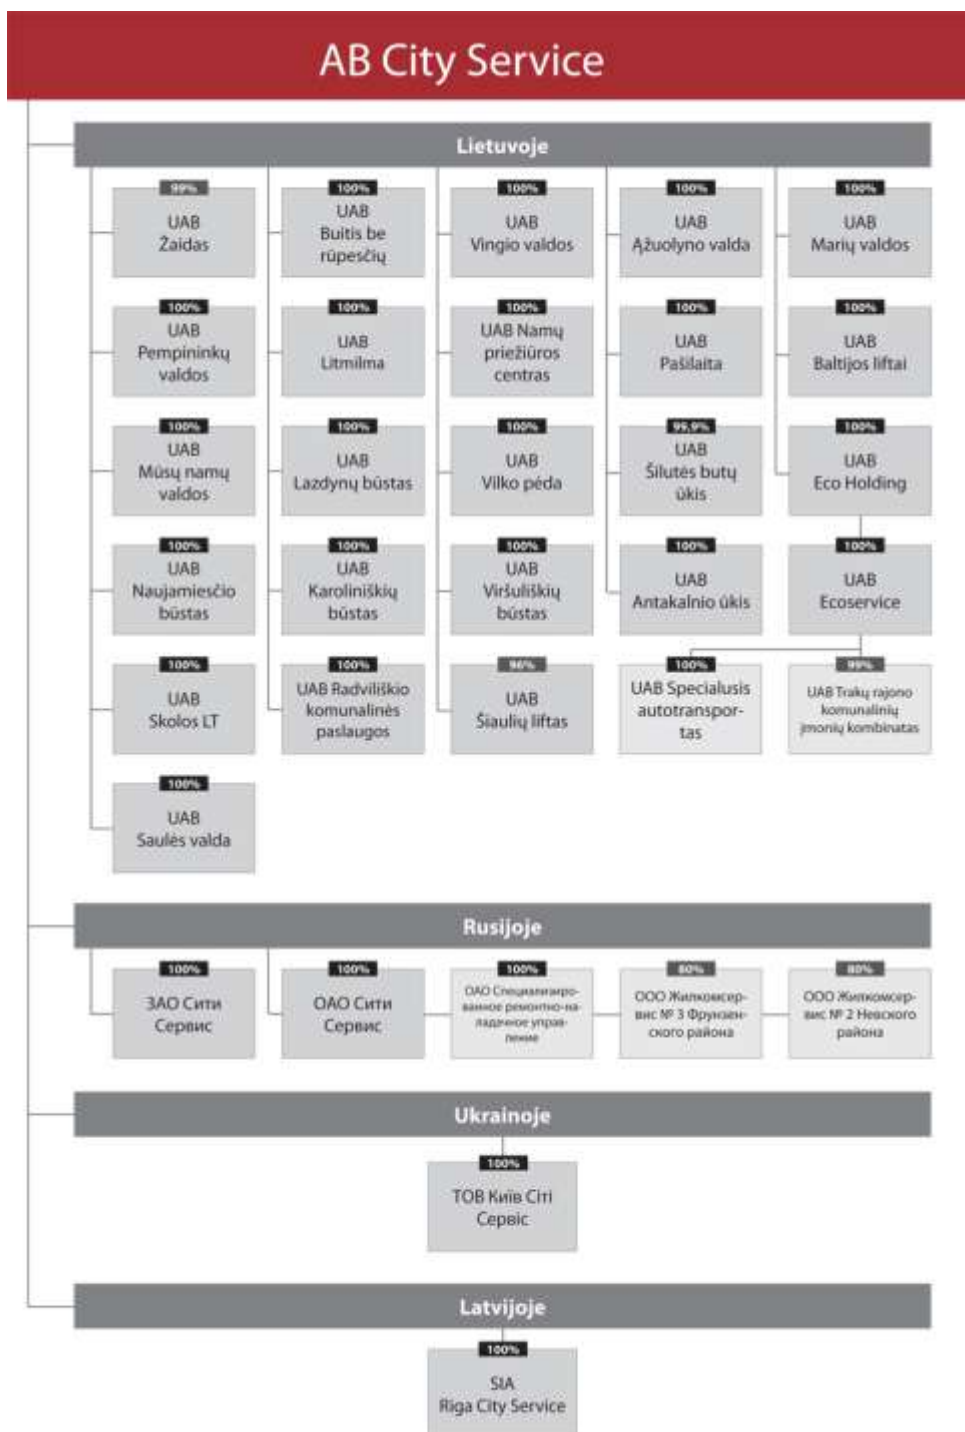 AB City Service
Lietuvoje
99%
UAB
Žaidas
100%
UAB
Buitis be
rūpesčių
100%
UAB
Vingio valdos
100%
UAB
Ąžuolyno valda
100%
UAB
Marių valdos
100%
UAB
Pempininkų
valdos
100%
UAB
Litmilma
100%
UAB Namų
priežiūros
centras
100%
UAB
Pašilaita
100%
UAB
Baltijos liftai
100%
UAB
Mūsų namų
valdos
100%
UAB
Lazdynų būstas
100%
UAB
Vilko pėda
99,9%
UAB
Šilutės butų
ūkis
100%
UAB
Eco Holding
100%
UAB
Naujamiesčio
būstas
100%
UAB
Karoliniškių
būstas
100%
UAB
Viršuliškių
būstas
100%
UAB
Antakalnio ūkis
100%
UAB
Ecoservice
100%
UAB
Skolos LT
100%
UAB Radviliškio
komunalinės
paslaugos
96%
UAB
Šiaulių liftas
100%
UAB Specialusis
autotranspor-
tas
99%
UAB Trakų rajono
komunalinių
įmonių kombinatas
100%
UAB
Saulės valda
Rusijoje
100%
ЗАО Сити
Сервис
100%
ОАО Сити
Сервис
100%
ОАО Специализиро-
ванное ремонтно-на-
ладочное управ-
ление
80%
ООО Жилкомсер-
вис № 3 Фрунзен-
ского района
80%
ООО Жилкомсер-
вис № 2 Невского
района
Ukrainoje
100%
ТОВ Київ Сіті
Сервіс
Latvijoje
100%
SIA
Riga City Service